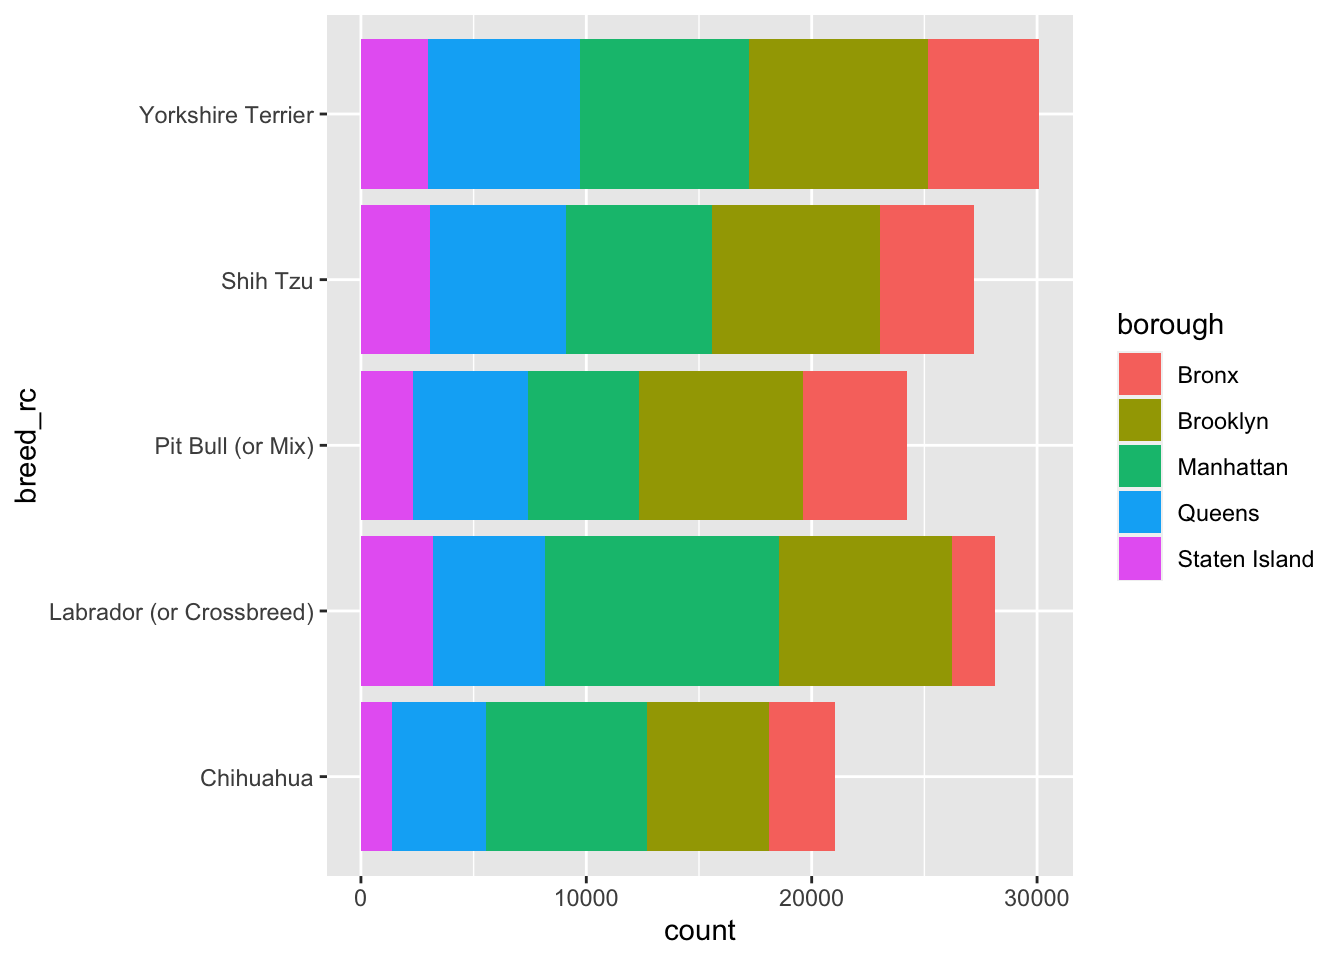 Yorkshire Terrier
Shih Tzu
Pit Bull (or Mix)
Labrador (or Crossbreed)
Chihuahua
breed_rc
0 10000 20000 30000
count
borough
Bronx
Brooklyn
Manhattan
Queens
Staten Island